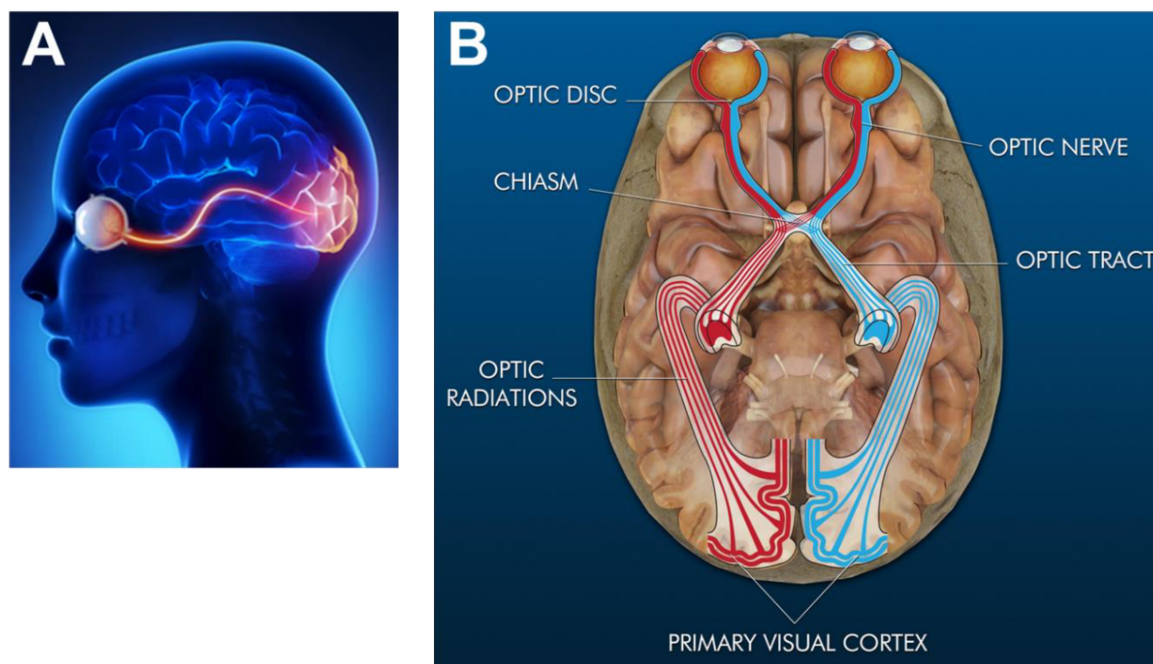 A
B
OPTIC DISC
OPTIC NERVE
CHIASM
OPTIC TRACT
OPTIC
RADIATIONS
PRIMARY VISUAL CORTEX